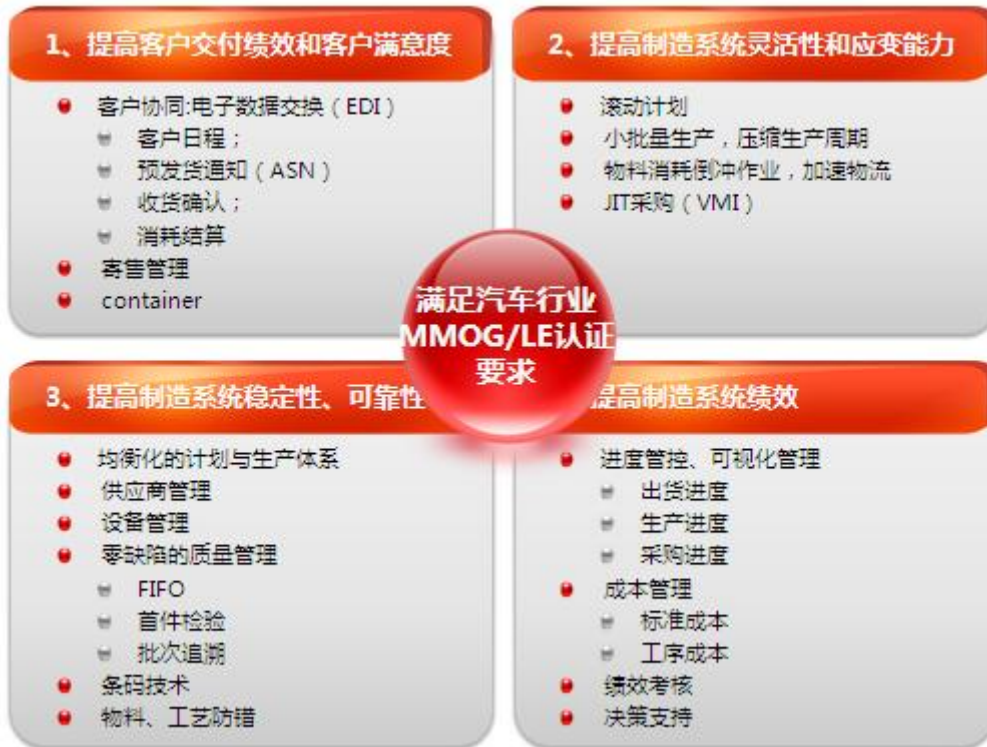 1、提高客户交付绩效和客户满意度
客户协同:电子数据交换（EDI）
客户日程；
预发货通知（ASN）
收货确认；
消耗结算
寄售管理
container
2、提高制造系统灵活性和应变能力
滚动计划
小批量生产，压缩生产周期
物料消耗倒冲作业，加速物流
JIT采购（VMI）
满足汽车行业
MMOG/LE认证
要求
3、提高制造系统稳定性、可靠性
均衡化的计划与生产体系
供应商管理
设备管理
零缺陷的质量管理
FIFO
首件检验
批次追溯
条码技术
物料、工艺防错
提高制造系统绩效
进度管控、可视化管理
出货进度
生产进度
采购进度
成本管理
标准成本
工序成本
绩效考核
决策支持